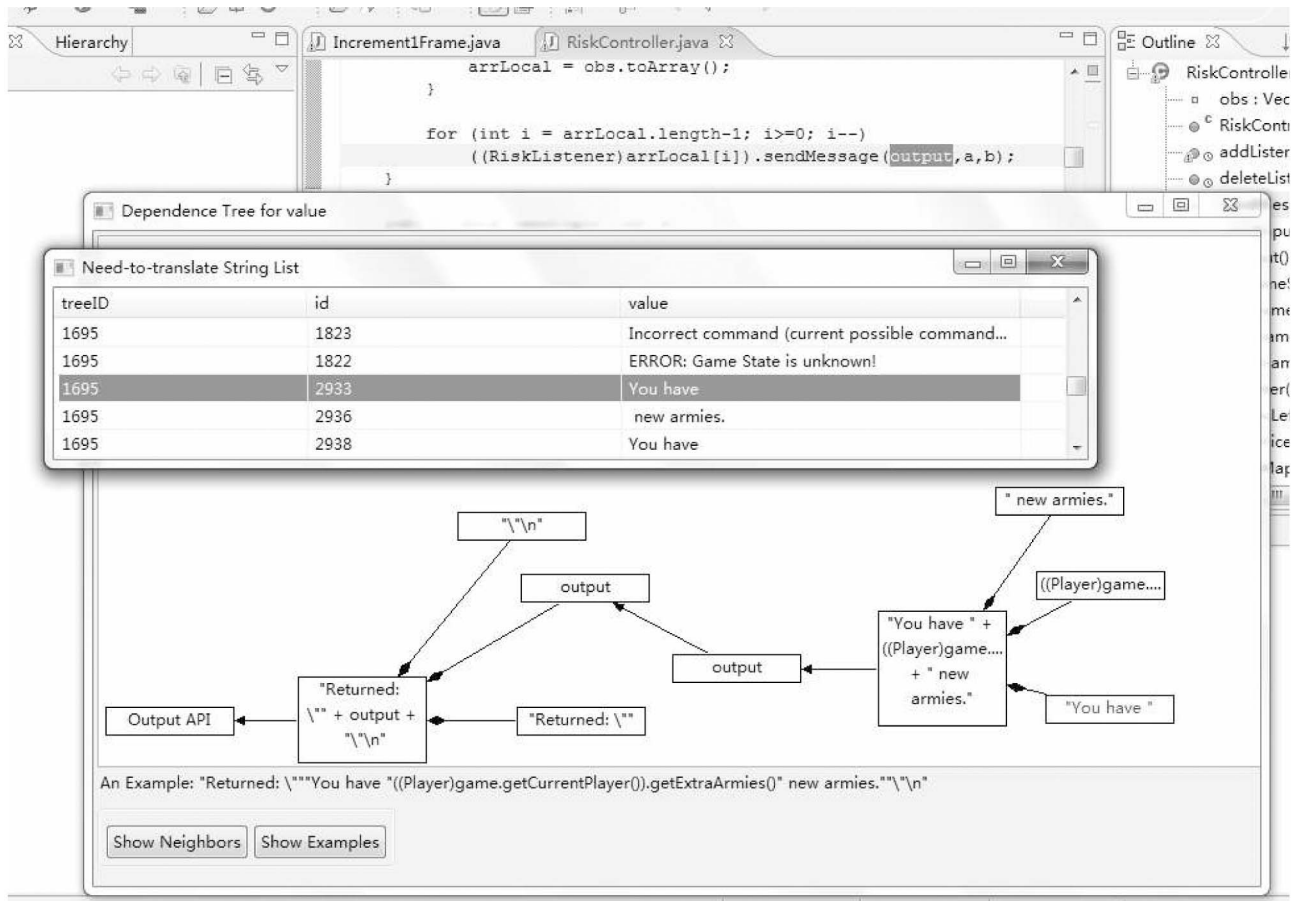 Hierarchy
Increment1Frame.java
RiskController.java
Outline
arrLocal = obs.toArray();
}
for (int i = arrLocal.length-1; i>=0; i--)
((RiskListener)arrLocal[i]).sendMessage(output,a,b);
}
RiskController
obs : Vec
RiskContr
addListen
deleteList
Dependence Tree for value
Need-to-translate String List
treeID id value
1695 1823 Incorrect command (current possible command...
1695 1822 ERROR: Game State is unknown!
1695 2933 You have
1695 2936 new armies.
1695 2938 You have
" new armies."
"\"\n"
output
((Player)game....
"You have " +
((Player)game....
+ " new
armies."
output
"Returned:
\"" + output +
"\"\n"
Output API
"Returned: \""
"You have "
An Example: "Returned: \"""You have "((Player)game.getCurrentPlayer()).getExtraArmies()" new armies.""\"\n"
Show Neighbors
Show Examples